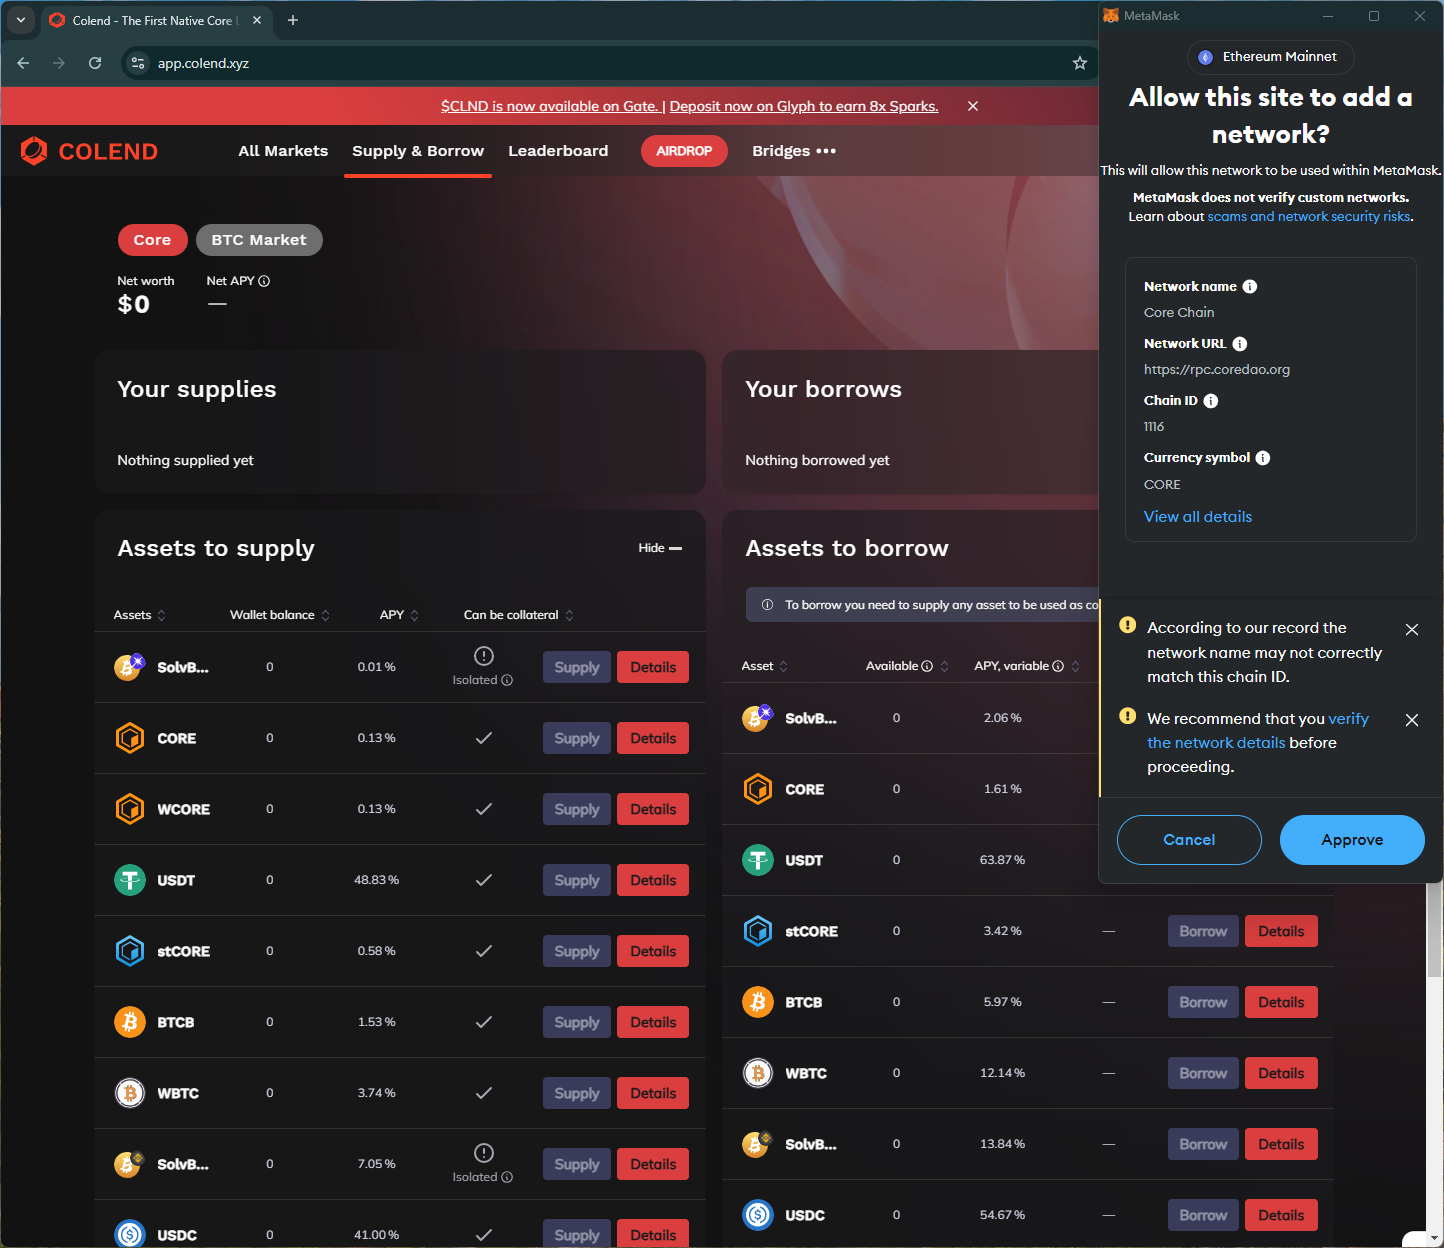 Colend - The First Native Core L
app.colend.xyz
$CLND is now available on Gate. | Deposit now on Glyph to earn 8x Sparks.
COLEND
All Markets
Supply & Borrow
Leaderboard
AIRDROP
Bridges
Core
BTC Market
Net worth
Net APY
$0
—
Your supplies
Nothing supplied yet
Your borrows
Nothing borrowed yet
Assets to supply
Hide —
Assets Wallet balance APY Can be collateral
SolvB... 0 0.01 % Isolated Supply Details
CORE 0 0.13 % Supply Details
WCORE 0 0.13 % Supply Details
USDT 0 48.83 % Supply Details
stCORE 0 0.58 % Supply Details
BTCB 0 1.53 % Supply Details
WBTC 0 3.74 % Supply Details
SolvB... 0 7.05 % Isolated Supply Details
USDC 0 41.00 % Supply Details
Assets to borrow
To borrow you need to supply any asset to be used as co
Asset Available APY, variable
SolvB... 0 2.06 %
CORE 0 1.61 %
USDT 0 63.87 %
stCORE 0 3.42 % — Borrow Details
BTCB 0 5.97 % — Borrow Details
WBTC 0 12.14 % — Borrow Details
SolvB... 0 13.84 % — Borrow Details
USDC 0 54.67 % — Borrow Details
MetaMask
Ethereum Mainnet
Allow this site to add a
network?
This will allow this network to be used within MetaMask.
MetaMask does not verify custom networks.
Learn about scams and network security risks.
Network name
Core Chain
Network URL
https://rpc.coredao.org
Chain ID
1116
Currency symbol
CORE
View all details
According to our record the
network name may not correctly
match this chain ID.
We recommend that you verify
the network details before
proceeding.
Cancel
Approve